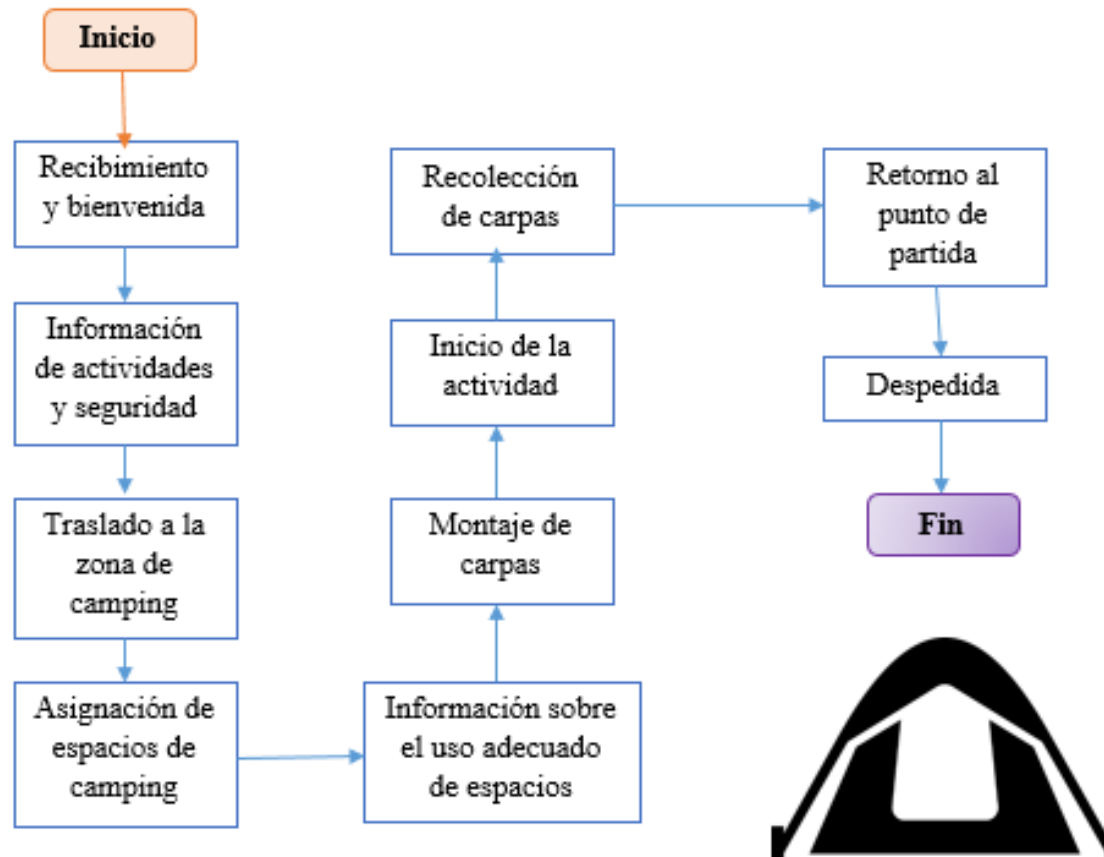 Inicio
Recibimiento
y bienvenida
Información
de actividades
y seguridad
Traslado a la
zona de
camping
Asignación de
espacios de
camping
Información sobre
el uso adecuado
de espacios
Montaje de
carpas
Inicio de la
actividad
Recolección
de carpas
Retorno al
punto de
partida
Despedida
Fin